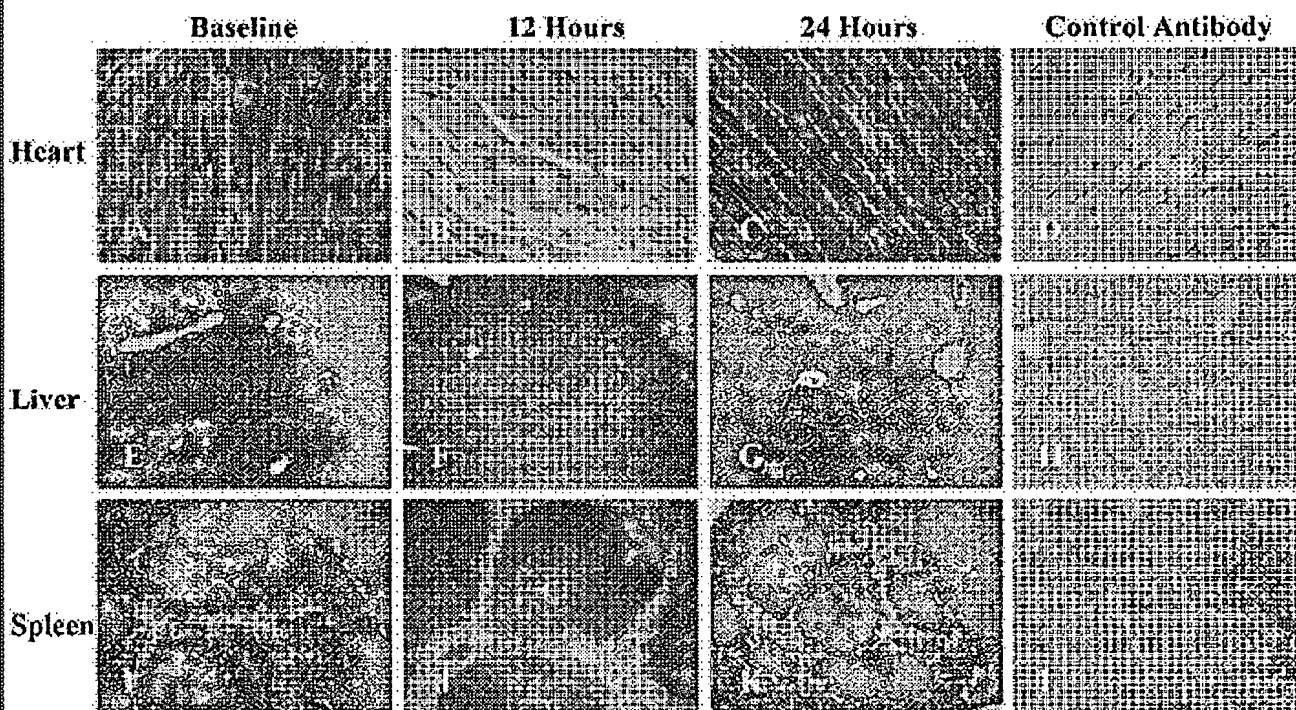 Baseline 12 Hours 24 Hours Control Antibody
Heart
A B C D
Liver
E F G H
Spleen
J K